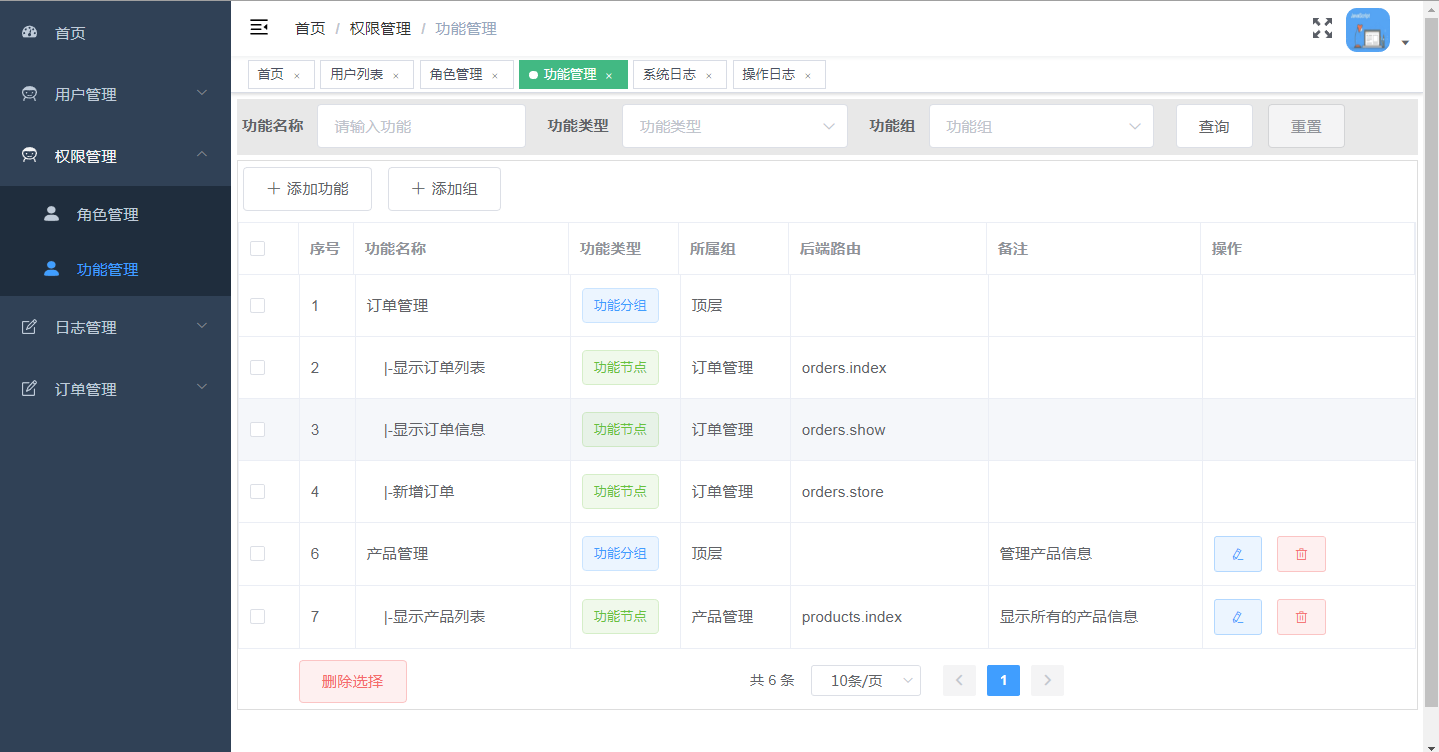 首页
用户管理
权限管理
角色管理
功能管理
日志管理
订单管理
首页 / 权限管理 / 功能管理
首页 × 用户列表 × 角色管理 × 功能管理 × 系统日志 × 操作日志 ×
功能名称 请输入功能 功能类型 功能类型 功能组 功能组 查询 重置
添加功能 添加组
序号 功能名称 功能类型 所属组 后端路由 备注 操作
1 订单管理 功能分组 顶层
2 |-显示订单列表 功能节点 订单管理 orders.index
3 |-显示订单信息 功能节点 订单管理 orders.show
4 |-新增订单 功能节点 订单管理 orders.store
6 产品管理 功能分组 顶层 管理产品信息
7 |-显示产品列表 功能节点 产品管理 products.index 显示所有的产品信息
删除选择 共 6 条 10条/页 1